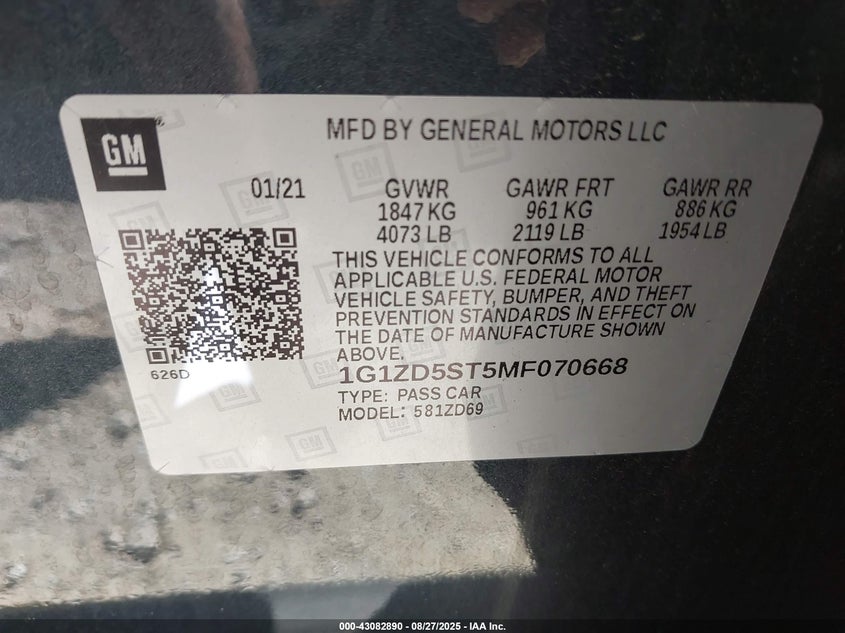 GM
MFD BY GENERAL MOTORS LLC
01/21 GVWR GAWR FRT GAWR RR
1847 KG 961 KG 886 KG
4073 LB 2119 LB 1954 LB
THIS VEHICLE CONFORMS TO ALL
APPLICABLE U.S. FEDERAL MOTOR
VEHICLE SAFETY, BUMPER, AND THEFT
PREVENTION STANDARDS IN EFFECT ON
THE DATE OF MANUFACTURE SHOWN
ABOVE.
626D
1G1ZD5ST5MF070668
TYPE: PASS CAR
MODEL: 581ZD69
000-43082890 - 08/27/2025 - IAA Inc.